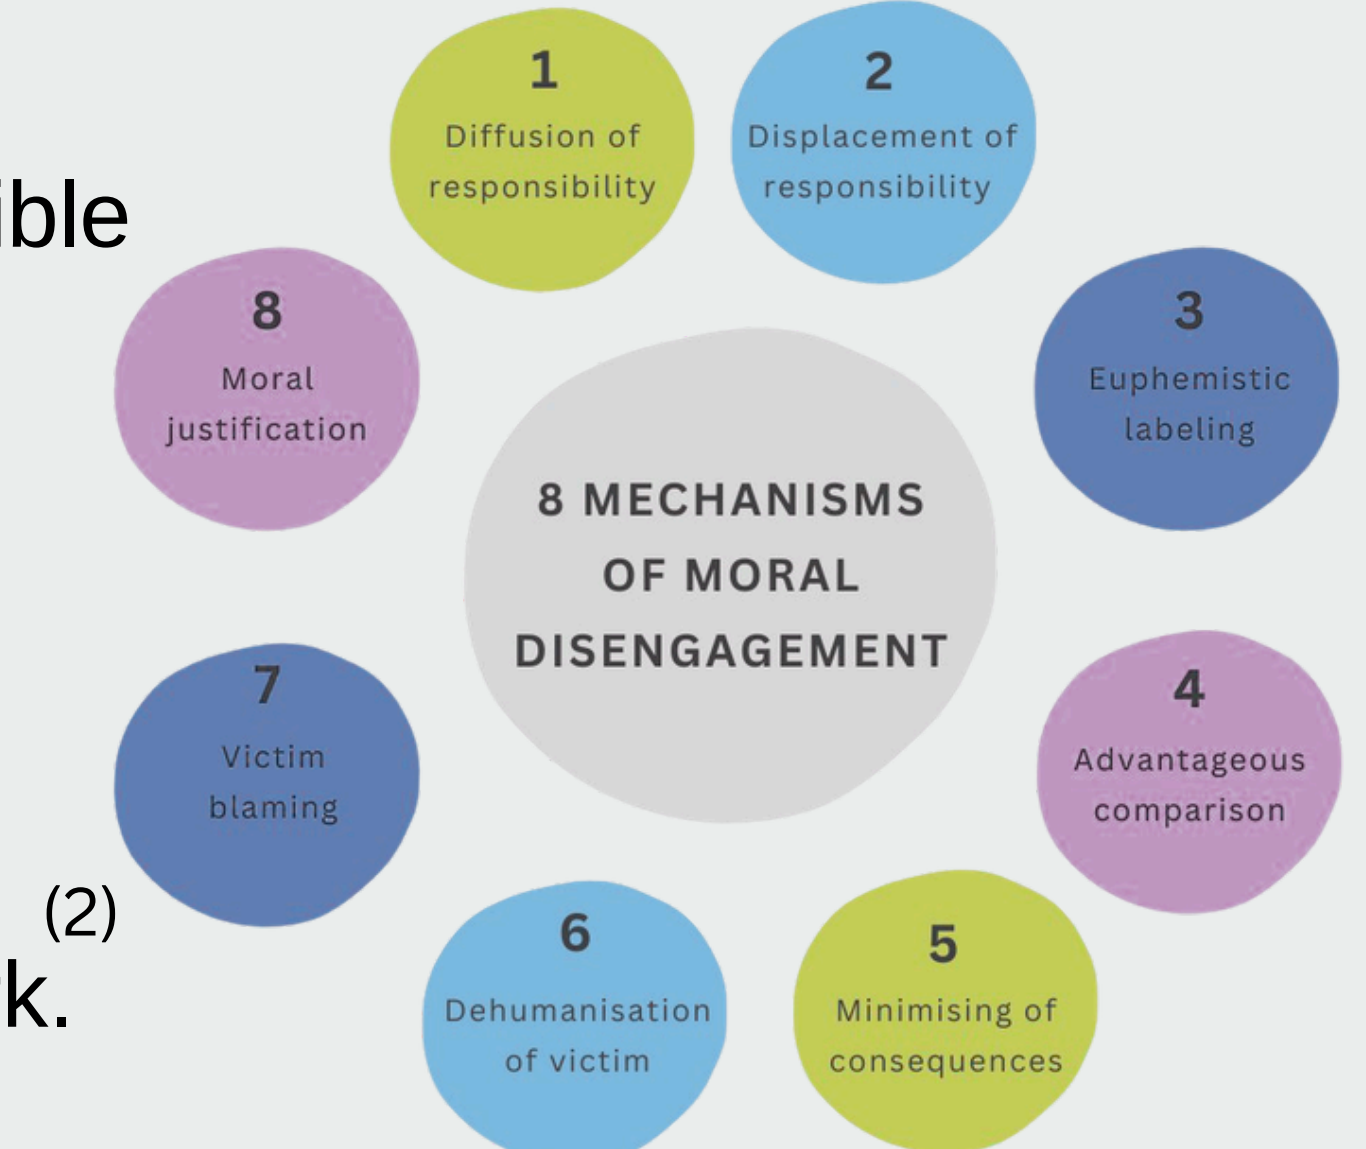 ible
(2)
k.
8 MECHANISMS
OF MORAL
DISENGAGEMENT
1
Diffusion of
responsibility
2
Displacement of
responsibility
3
Euphemistic
labeling
4
Advantageous
comparison
5
Minimising of
consequences
6
Dehumanisation
of victim
7
Victim
blaming
8
Moral
justification